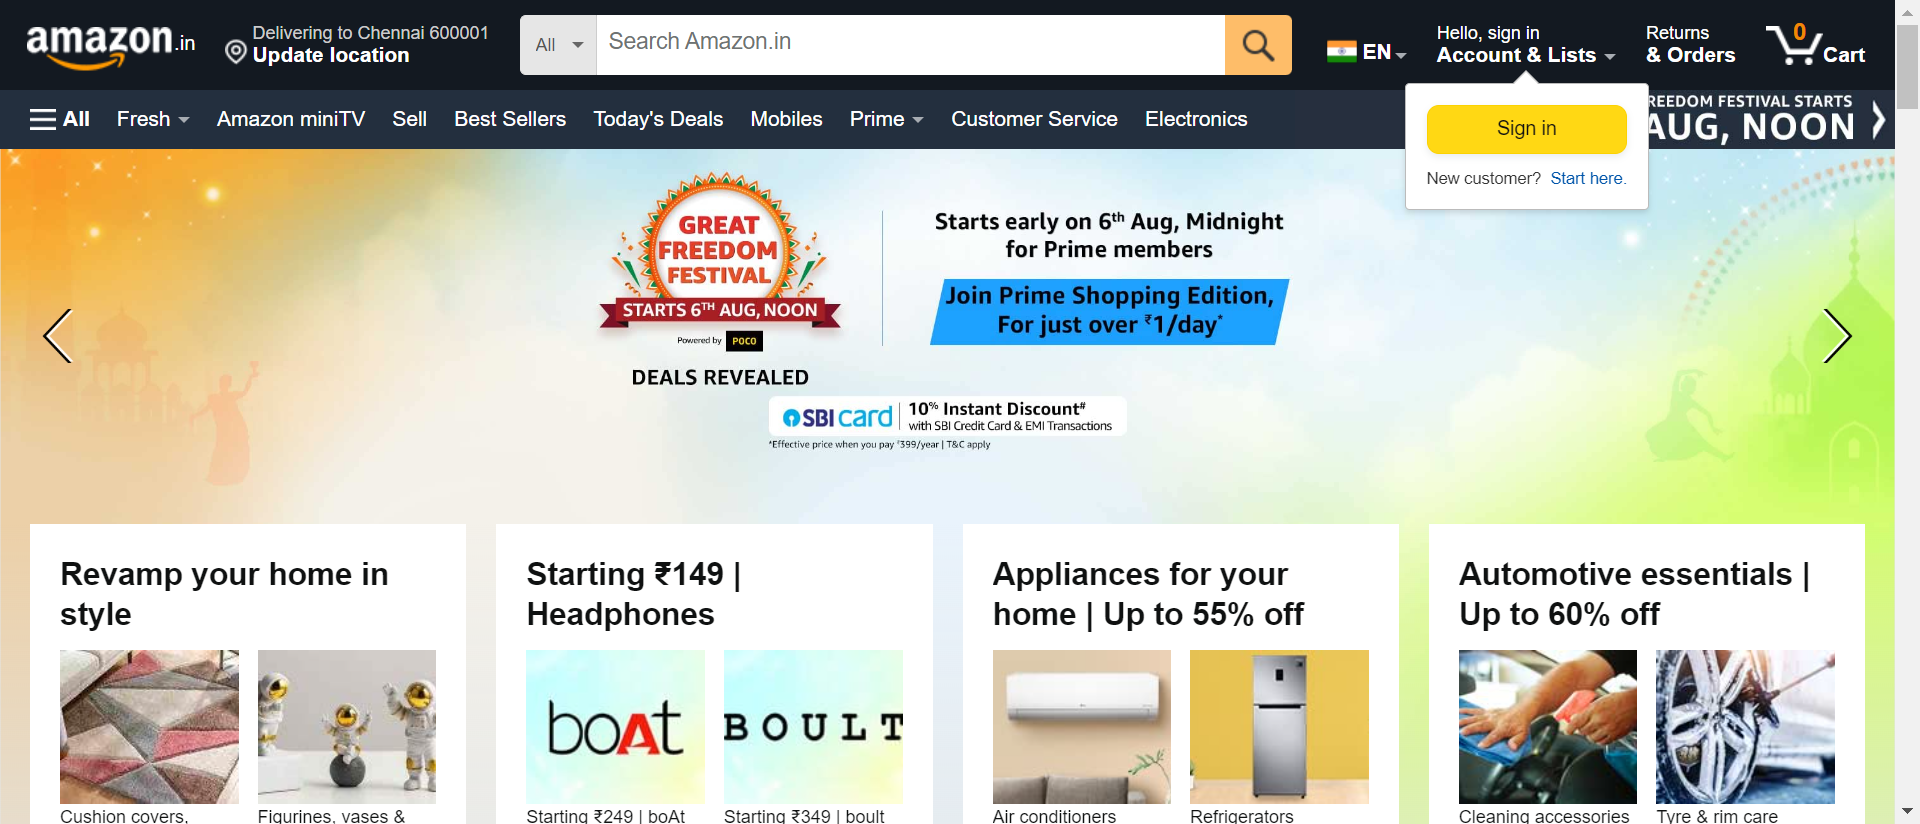 amazon.in
Delivering to Chennai 600001
Update location
All
Search Amazon.in
EN
Hello, sign in
Account & Lists
Returns
& Orders
0
Cart
All
Fresh
Amazon miniTV
Sell
Best Sellers
Today's Deals
Mobiles
Prime
Customer Service
Electronics
REEDOM FESTIVAL STARTS
AUG, NOON
Sign in
New customer? Start here.
GREAT
FREEDOM
FESTIVAL
STARTS 6TH AUG, NOON
Powered by POCO
DEALS REVEALED
Starts early on 6th Aug, Midnight
for Prime members
Join Prime Shopping Edition,
For just over ₹1/day*
SBI card
10% Instant Discount#
with SBI Credit Card & EMI Transactions
*Effective price when you pay ₹399/year | T&C apply
Revamp your home in
style
Cushion covers,
Figurines, vases &
Starting ₹149 |
Headphones
boAt
BOULT
Starting ₹249 | boAt
Starting ₹349 | boult
Appliances for your
home | Up to 55% off
Air conditioners
Refrigerators
Automotive essentials |
Up to 60% off
Cleaning accessories
Tyre & rim care